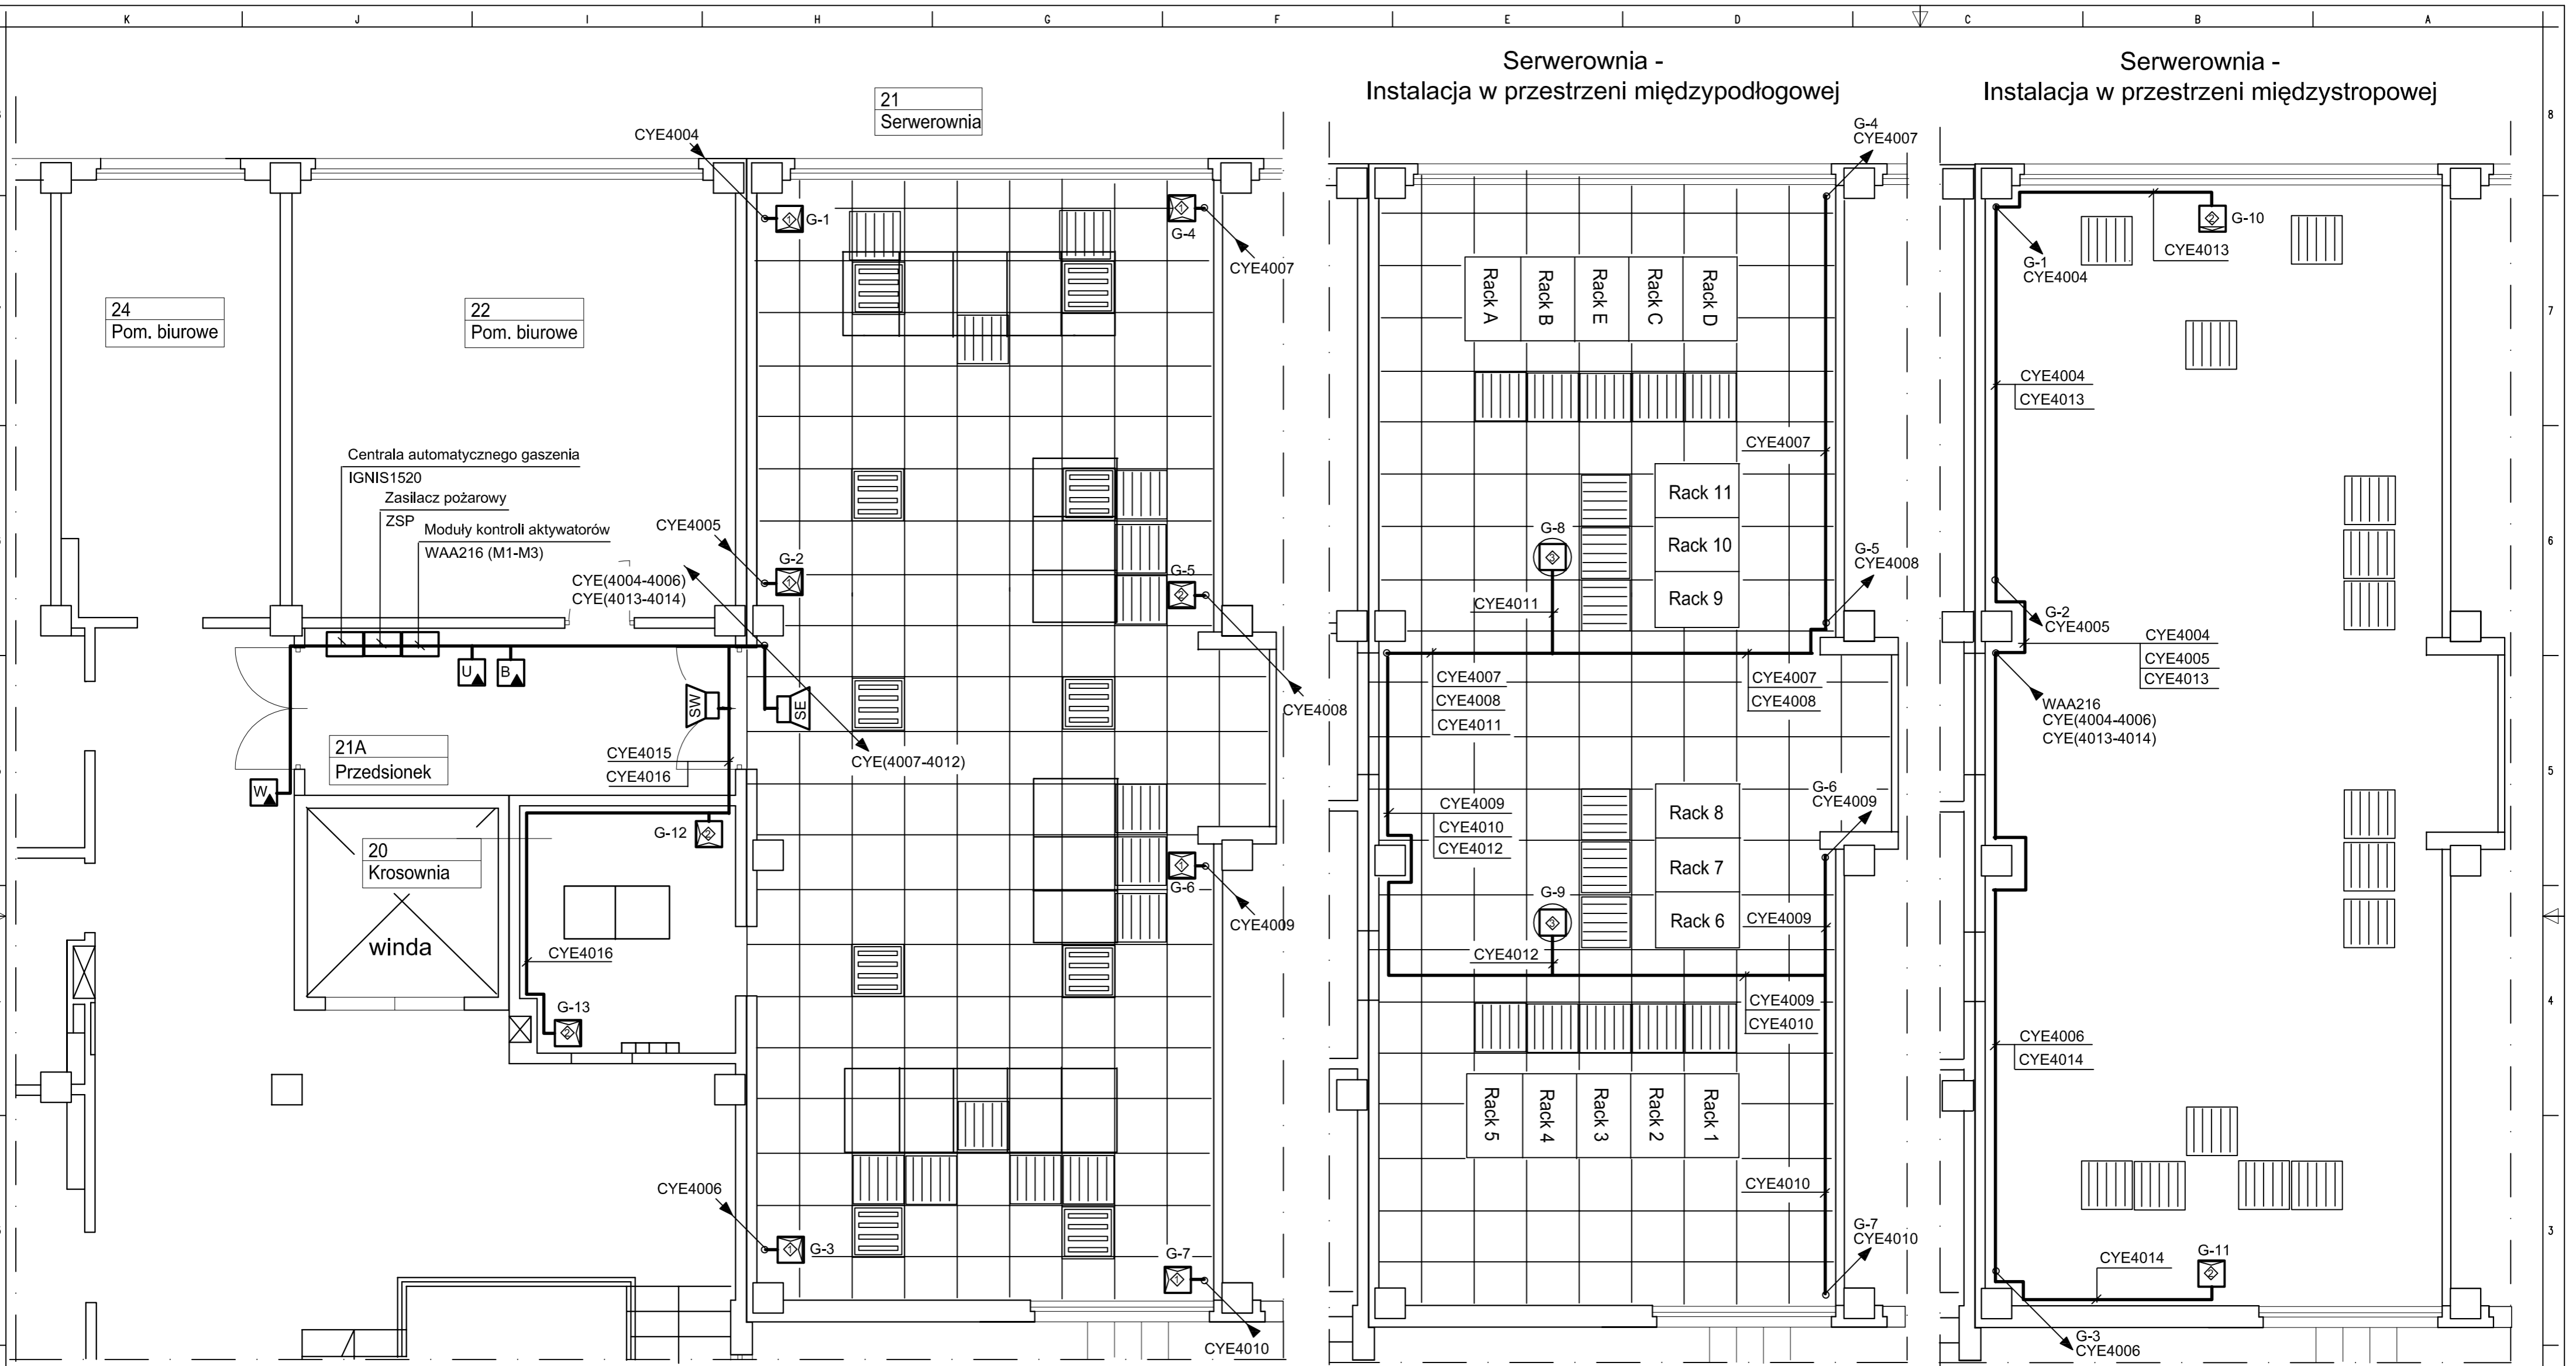 K J I H G F E D C B A
Serwerownia -
Instalacja w przestrzeni międzypodłogowej
Serwerownia -
Instalacja w przestrzeni międzystropowej
21
Serwerownia
CYE4004
G-1
G-4
CYE4007
24
Pom. biurowe
22
Pom. biurowe
Centrala automatycznego gaszenia
IGNIS1520
Zasilacz pożarowy
ZSP
Moduły kontroli aktywatorów
WAA216 (M1-M3)
CYE4005
G-2
CYE(4004-4006)
CYE(4013-4014)
G-5
CYE4008
U
B
SW
SE
W
21A
Przedsionek
CYE4015
CYE4016
CYE(4007-4012)
G-12
20
Krosownia
winda
CYE4016
G-13
G-6
CYE4009
CYE4006
G-3
G-7
CYE4010
G-4
CYE4007
Rack A
Rack B
Rack E
Rack C
Rack D
CYE4007
Rack 11
Rack 10
Rack 9
G-8
CYE4011
G-5
CYE4008
CYE4007
CYE4008
CYE4011
CYE4007
CYE4008
CYE4009
CYE4010
CYE4012
G-6
CYE4009
Rack 8
Rack 7
Rack 6
G-9
CYE4009
CYE4012
CYE4009
CYE4010
Rack 5
Rack 4
Rack 3
Rack 2
Rack 1
CYE4010
G-7
CYE4010
G-10
CYE4013
G-1
CYE4004
CYE4004
CYE4013
G-2
CYE4005
CYE4004
CYE4005
CYE4013
WAA216
CYE(4004-4006)
CYE(4013-4014)
CYE4006
CYE4014
CYE4014
G-11
G-3
CYE4006
8
7
6
5
4
3